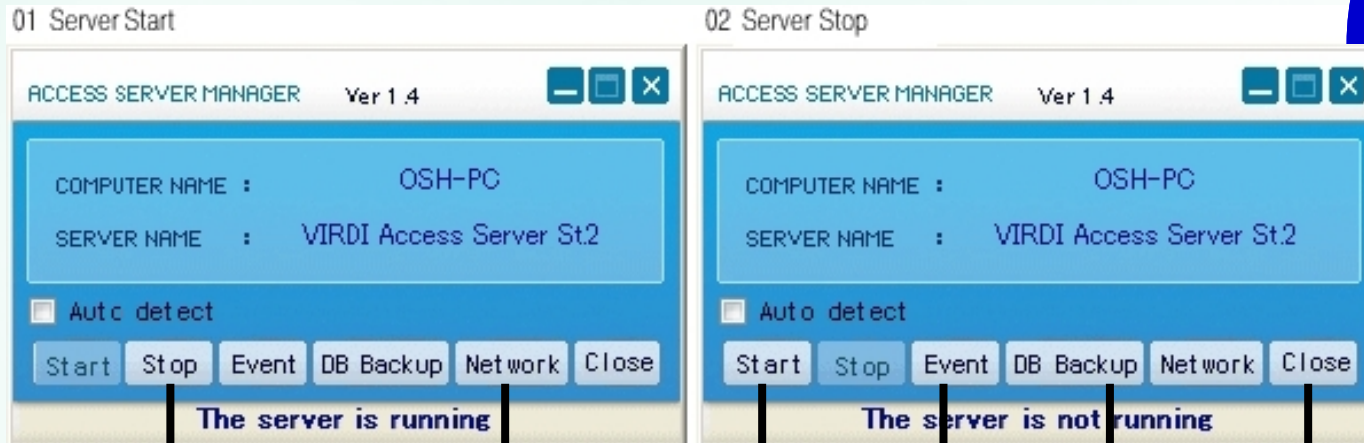 01 Server Start
ACCESS SERVER MANAGER Ver 1.4
COMPUTER NAME : OSH-PC
SERVER NAME : VIRDI Access Server St.2
Auto detect
Start Stop Event DB Backup Network Close
The server is running
02 Server Stop
ACCESS SERVER MANAGER Ver 1.4
COMPUTER NAME : OSH-PC
SERVER NAME : VIRDI Access Server St.2
Auto detect
Start Stop Event DB Backup Network Close
The server is not running